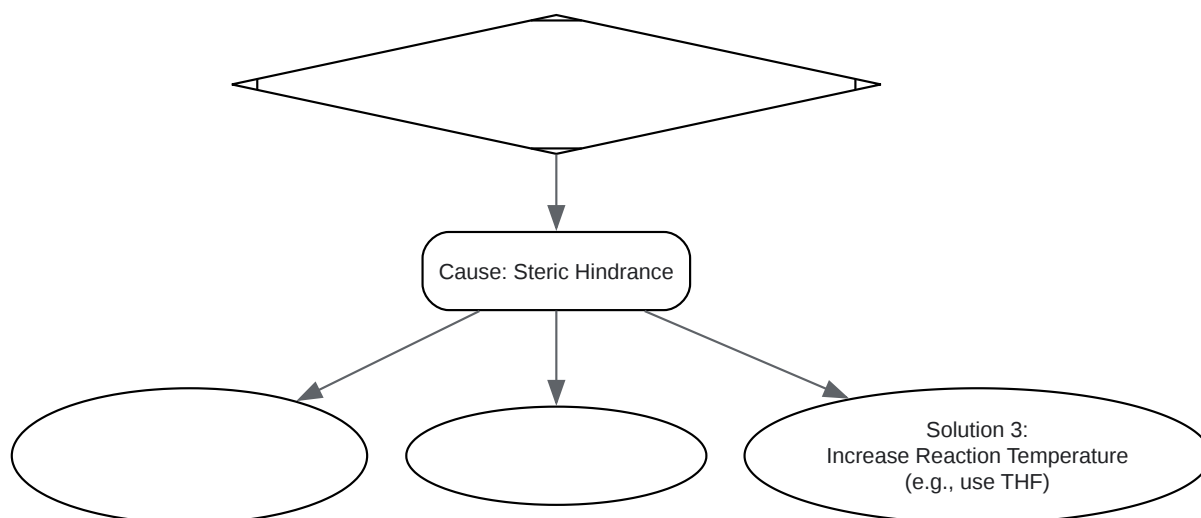 Cause: Steric Hindrance
Solution 3:
Increase Reaction Temperature
(e.g., use THF)